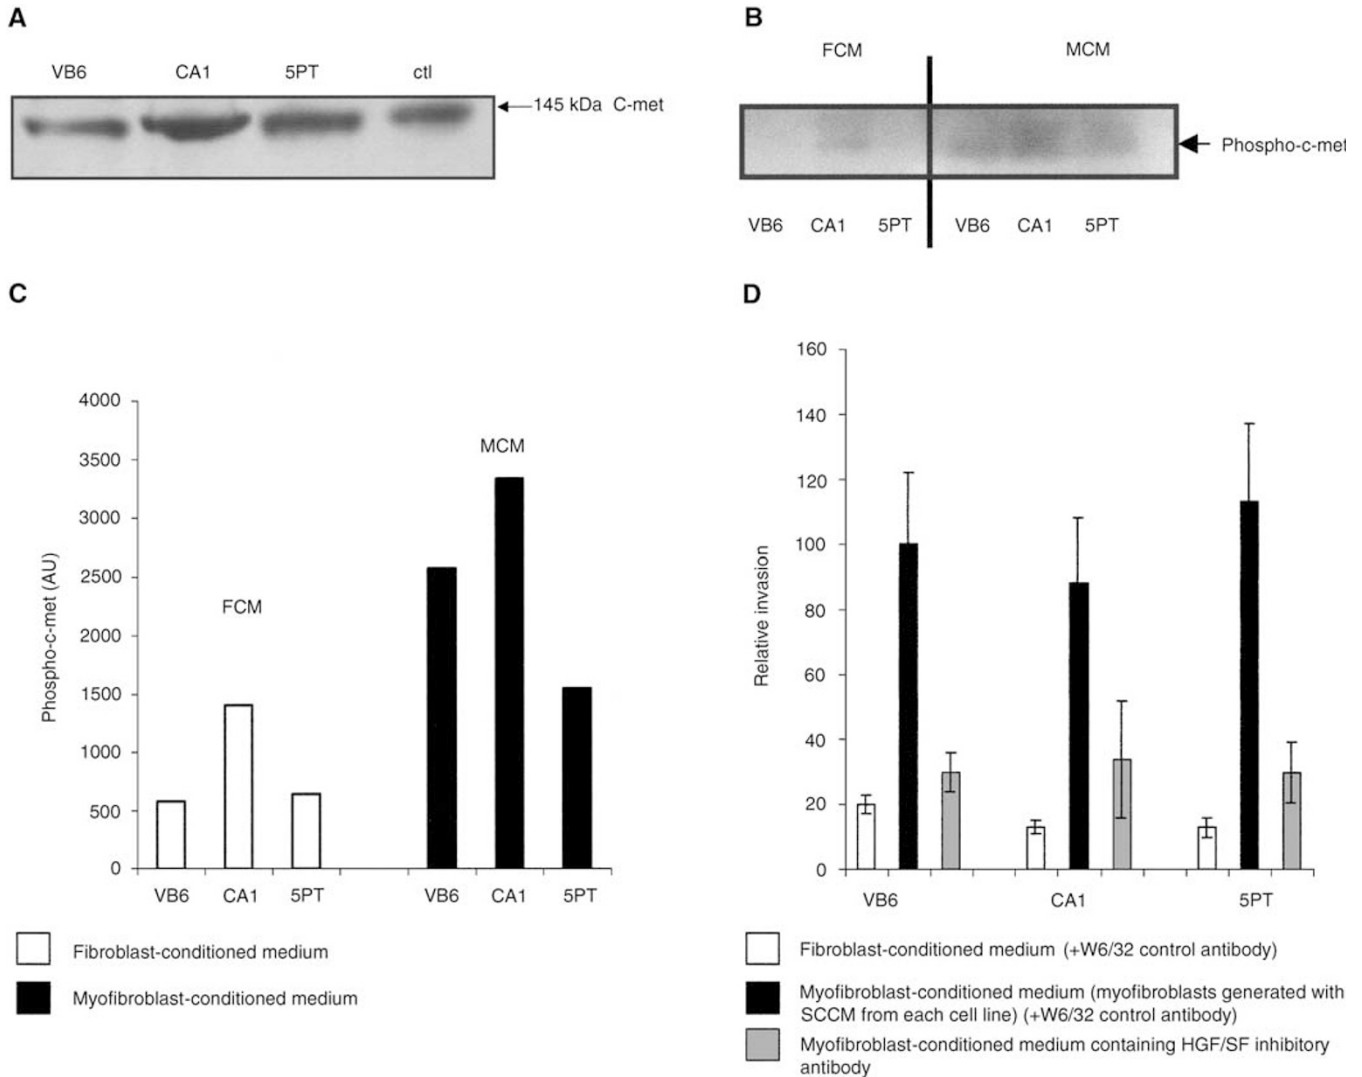 A
VB6 CA1 5PT ctl
145 kDa C-met
B
FCM MCM
Phospho-c-met
VB6 CA1 5PT VB6 CA1 5PT
C
Phospho-c-met (AU)
4000
3500
3000
2500
2000
1500
1000
500
0
FCM
MCM
VB6 CA1 5PT VB6 CA1 5PT
Fibroblast-conditioned medium
Myofibroblast-conditioned medium
D
Relative invasion
160
140
120
100
80
60
40
20
0
VB6 CA1 5PT
Fibroblast-conditioned medium (+W6/32 control antibody)
Myofibroblast-conditioned medium (myofibroblasts generated with
SCCM from each cell line) (+W6/32 control antibody)
Myofibroblast-conditioned medium containing HGF/SF inhibitory
antibody